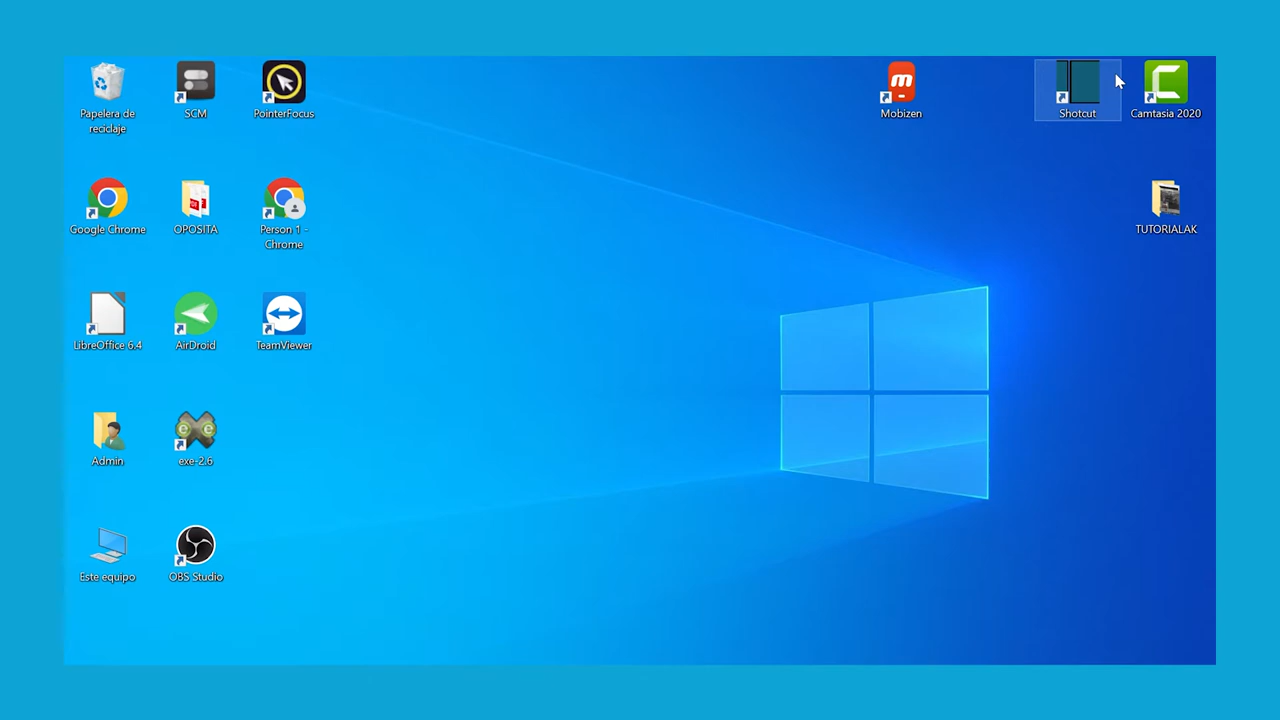 Papelera de
reciclaje
SCM
PointerFocus
Mobizen
Shotcut
Camtasia 2020
Google Chrome
OPOSITA
Person 1 -
Chrome
TUTORIALAK
LibreOffice 6.4
AirDroid
TeamViewer
Admin
exe-2.6
Este equipo
OBS Studio